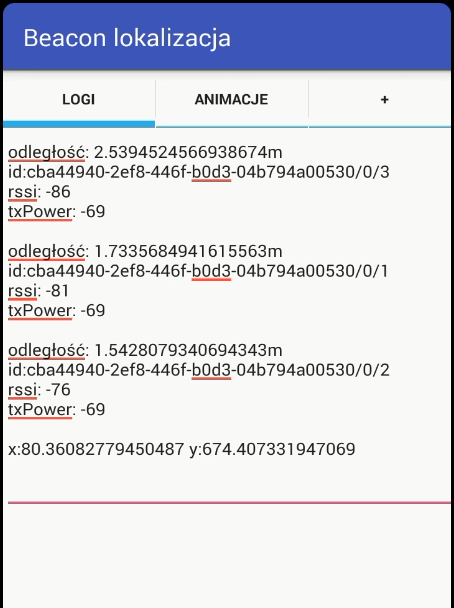 Beacon lokalizacja
LOGI ANIMACJE +
odległość: 2.5394524566938674m
id:cba44940-2ef8-446f-b0d3-04b794a00530/0/3
rssi: -86
txPower: -69
odległość: 1.7335684941615563m
id:cba44940-2ef8-446f-b0d3-04b794a00530/0/1
rssi: -81
txPower: -69
odległość: 1.5428079340694343m
id:cba44940-2ef8-446f-b0d3-04b794a00530/0/2
rssi: -76
txPower: -69
x:80.36082779450487 y:674.407331947069